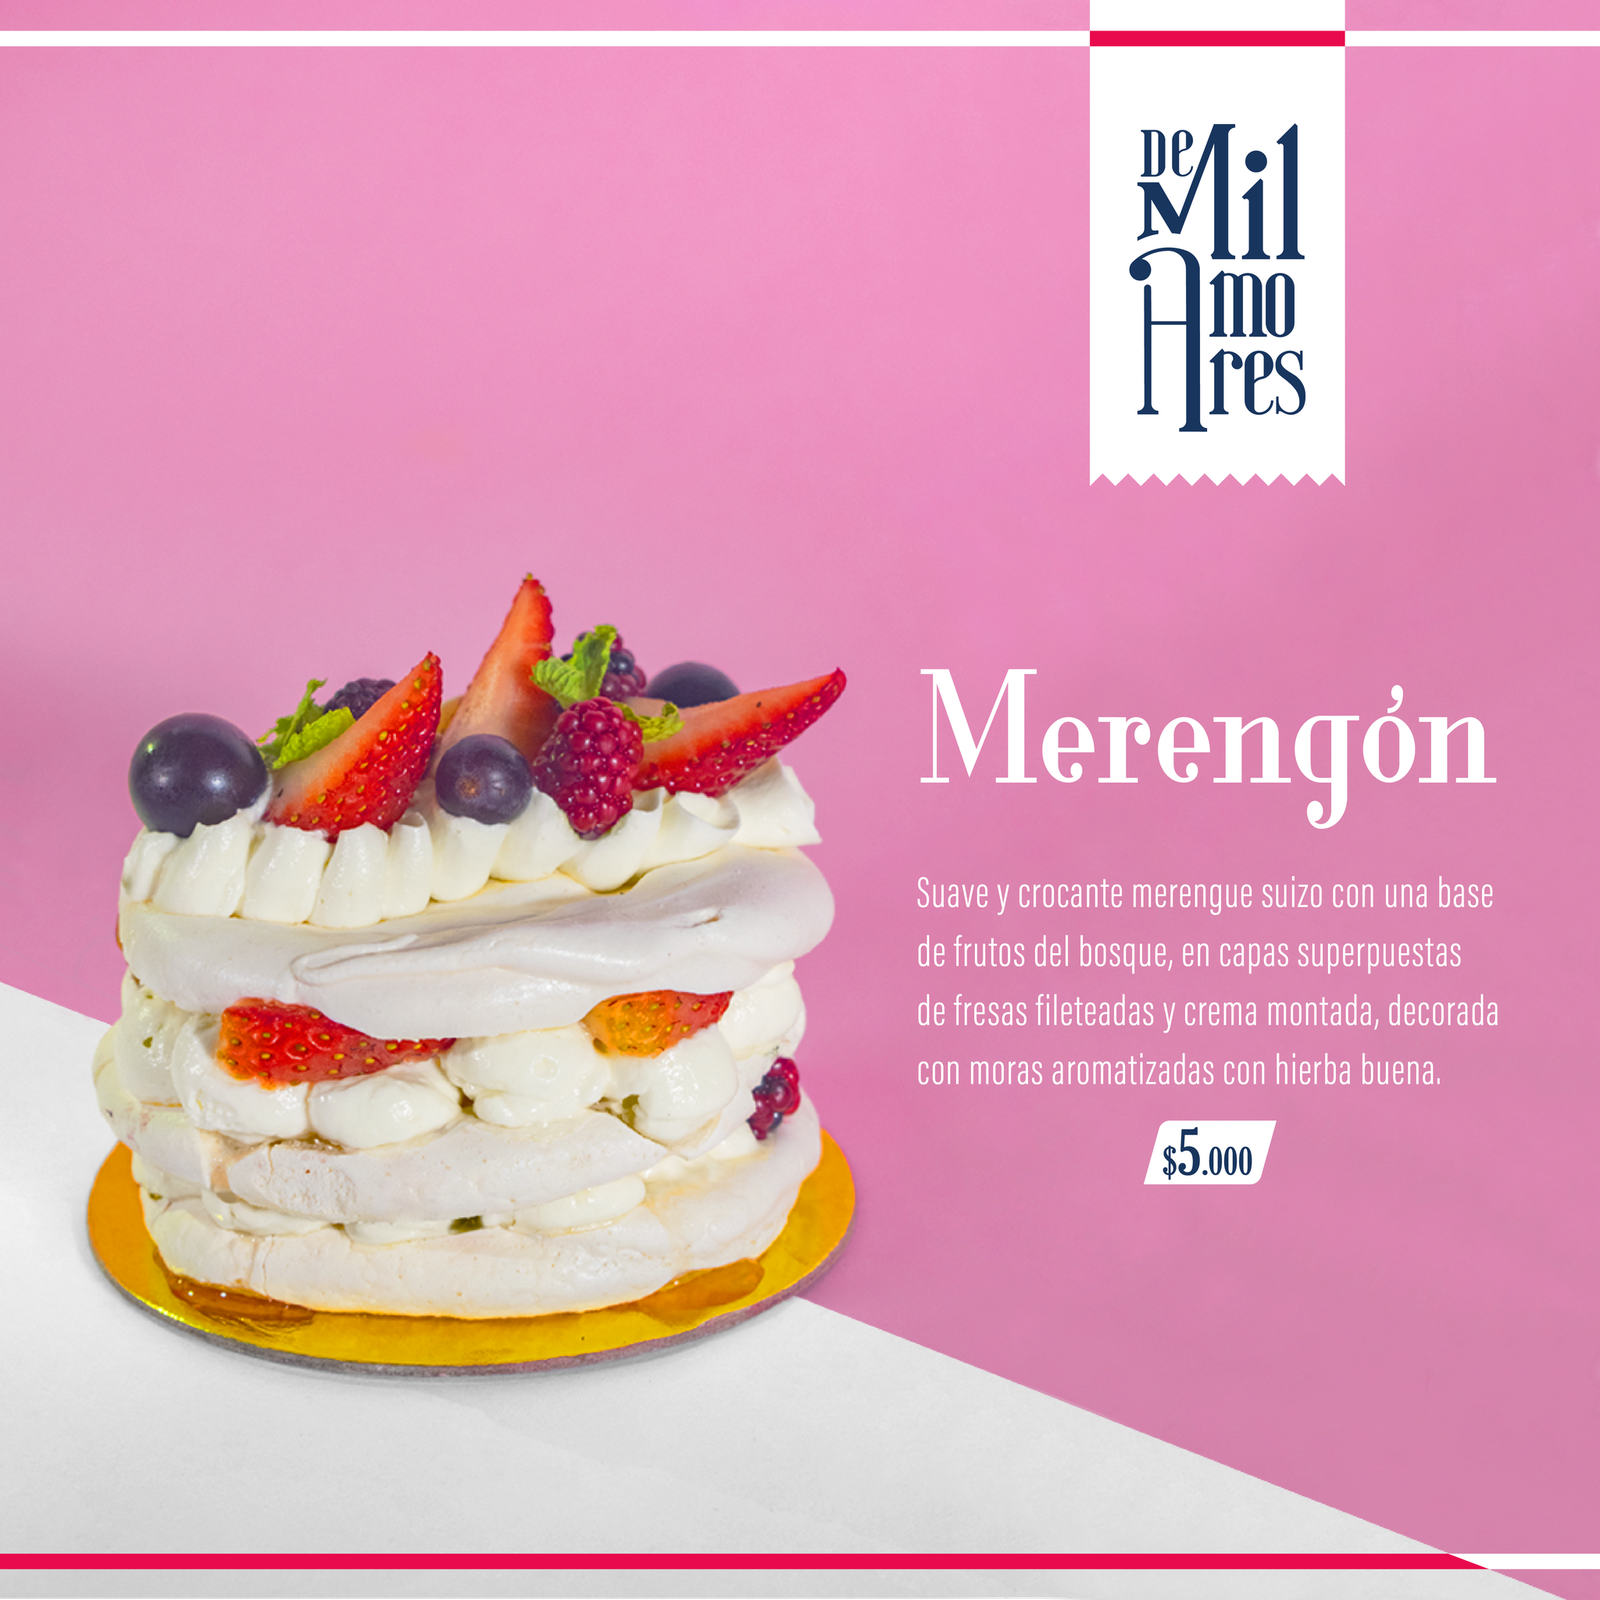 De
Mil
Amo
res
Merengón
Suave y crocante merengue suizo con una base
de frutos del bosque, en capas superpuestas
de fresas fileteadas y crema montada, decorada
con moras aromatizadas con hierba buena.
$5.000